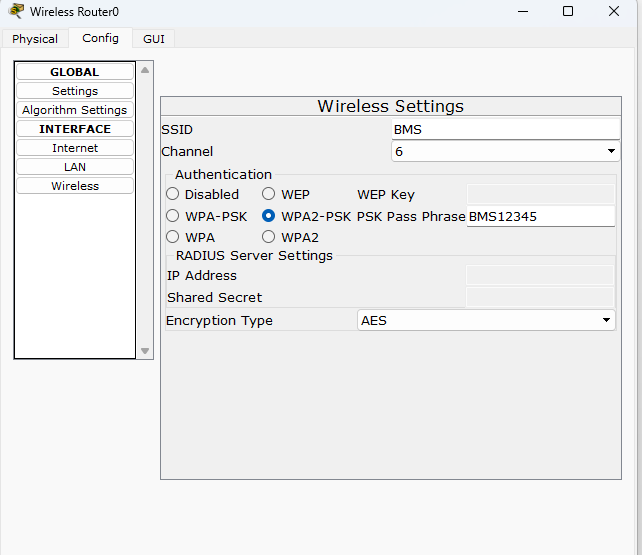 Wireless Router0
Physical Config GUI
GLOBAL
Settings
Algorithm Settings
INTERFACE
Internet
LAN
Wireless
Wireless Settings
SSID BMS
Channel 6
Authentication
Disabled WEP WEP Key
WPA-PSK WPA2-PSK PSK Pass Phrase BMS12345
WPA WPA2
RADIUS Server Settings
IP Address
Shared Secret
Encryption Type AES